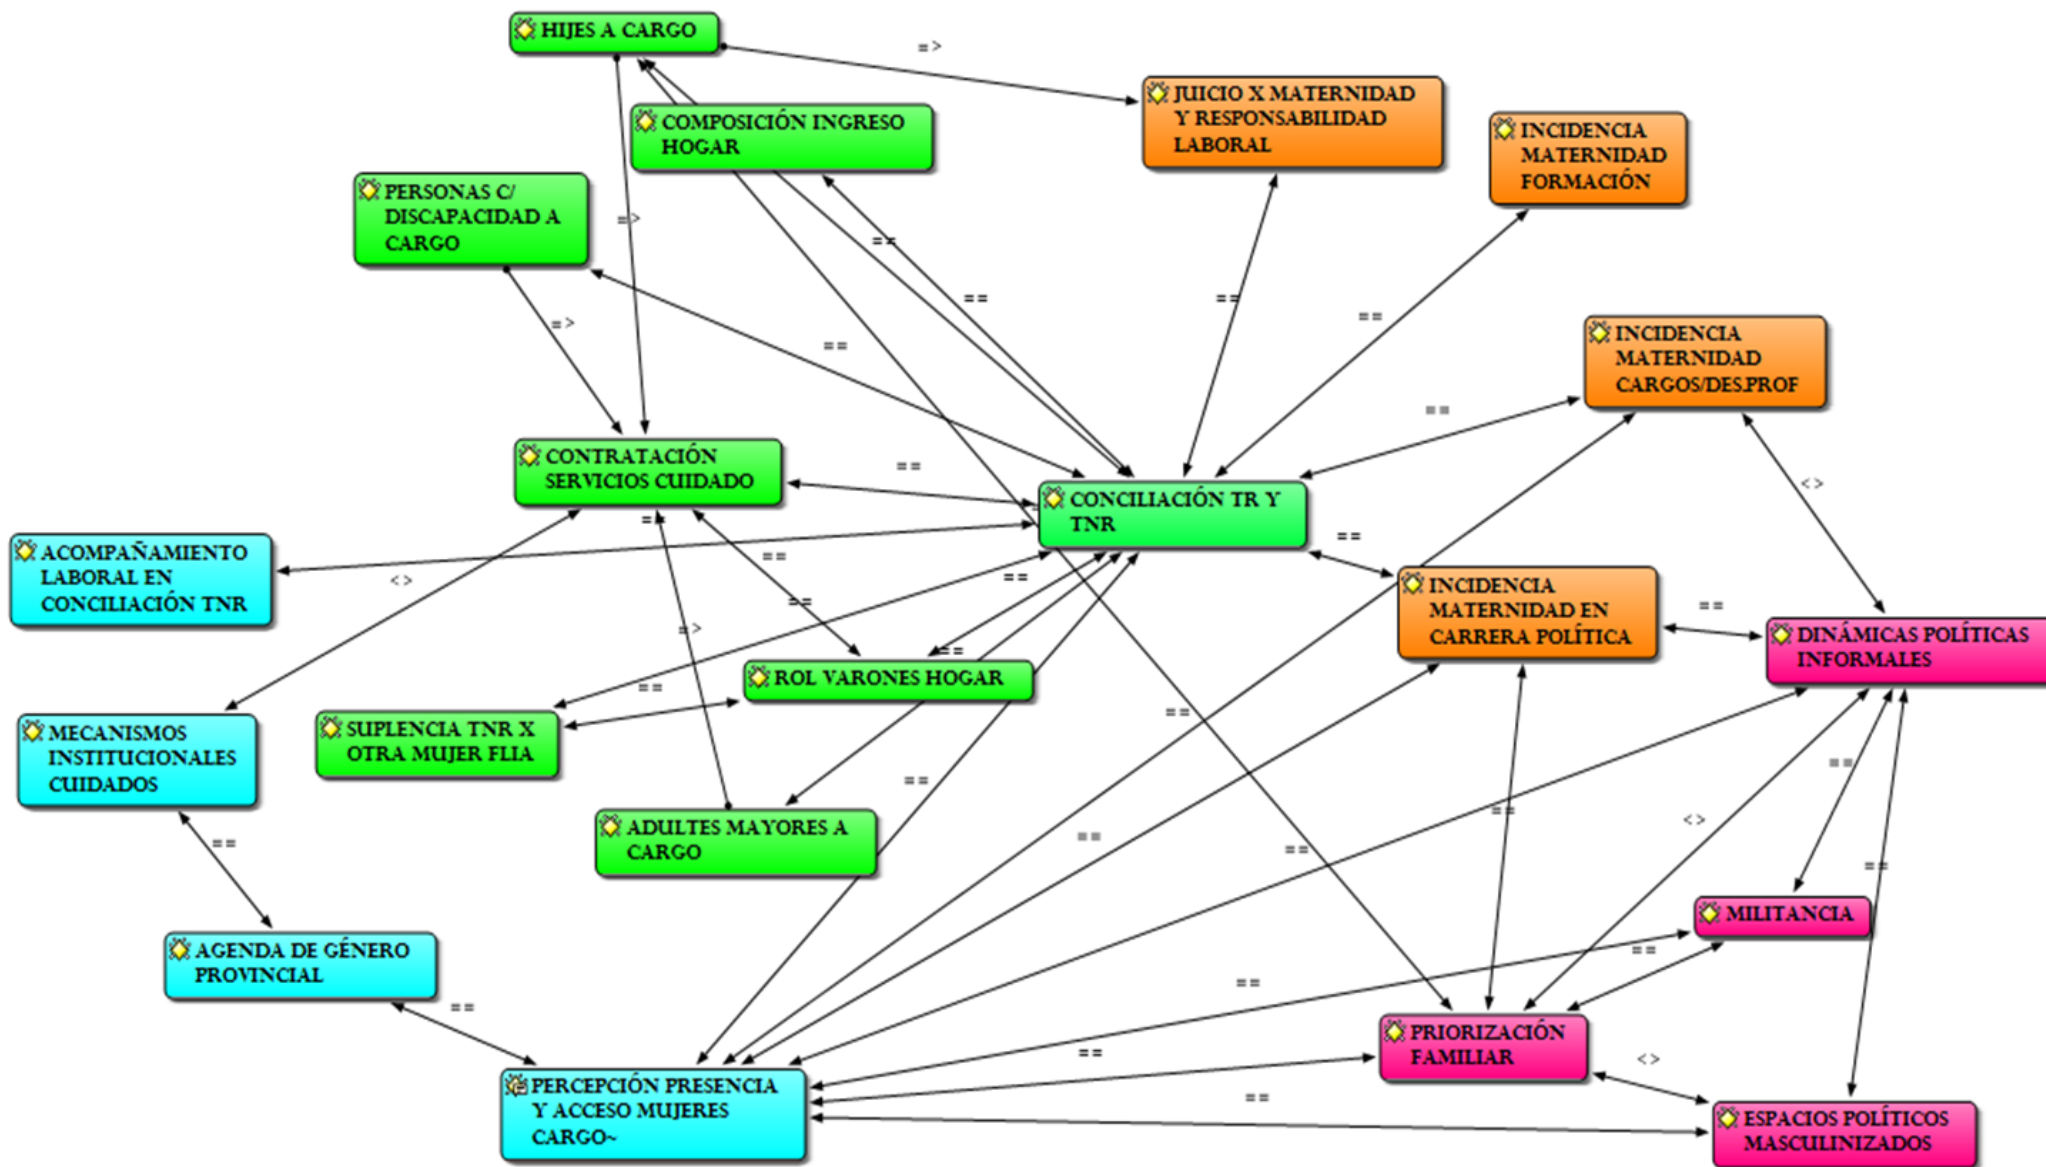 HIJES A CARGO
=>
COMPOSICIÓN INGRESO
HOGAR
JUICIO X MATERNIDAD
Y RESPONSABILIDAD
LABORAL
INCIDENCIA
MATERNIDAD
FORMACIÓN
PERSONAS C/
DISCAPACIDAD A
CARGO
=>
==
==
==
==
=>
==
INCIDENCIA
MATERNIDAD
CARGOS/DES.PROF
==
CONTRATACIÓN
SERVICIOS CUIDADO
==
<>
CONCILIACIÓN TR Y
TNR
==
==
ACOMPAÑAMIENTO
LABORAL EN
CONCILIACIÓN TNR
<>
==
==
==
INCIDENCIA
MATERNIDAD EN
CARRERA POLÍTICA
==
DINÁMICAS POLÍTICAS
INFORMALES
=>
==
ROL VARONES HOGAR
==
SUPLENCIA TNR X
OTRA MUJER FLIA
MECANISMOS
INSTITUCIONALES
CUIDADOS
==
==
==
==
<>
ADULTES MAYORES A
CARGO
==
==
==
==
MILITANCIA
AGENDA DE GÉNERO
PROVINCIAL
==
==
==
PRIORIZACIÓN
FAMILIAR
==
<>
PERCEPCIÓN PRESENCIA
Y ACCESO MUJERES
CARGO~
==
ESPACIOS POLÍTICOS
MASCULINIZADOS